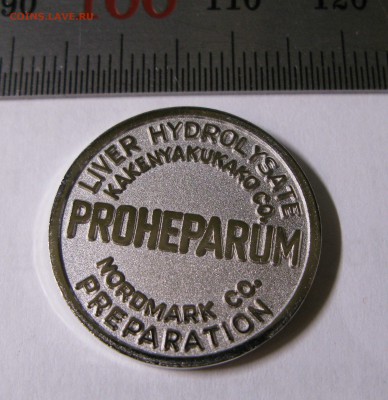 COINS.LAVE.RU
90 100 110 120
LIVER HYDROLYSATE
KAKENYAKUKAKO CO.
PROHEPARUM
NORDMARK CO.
PREPARATION